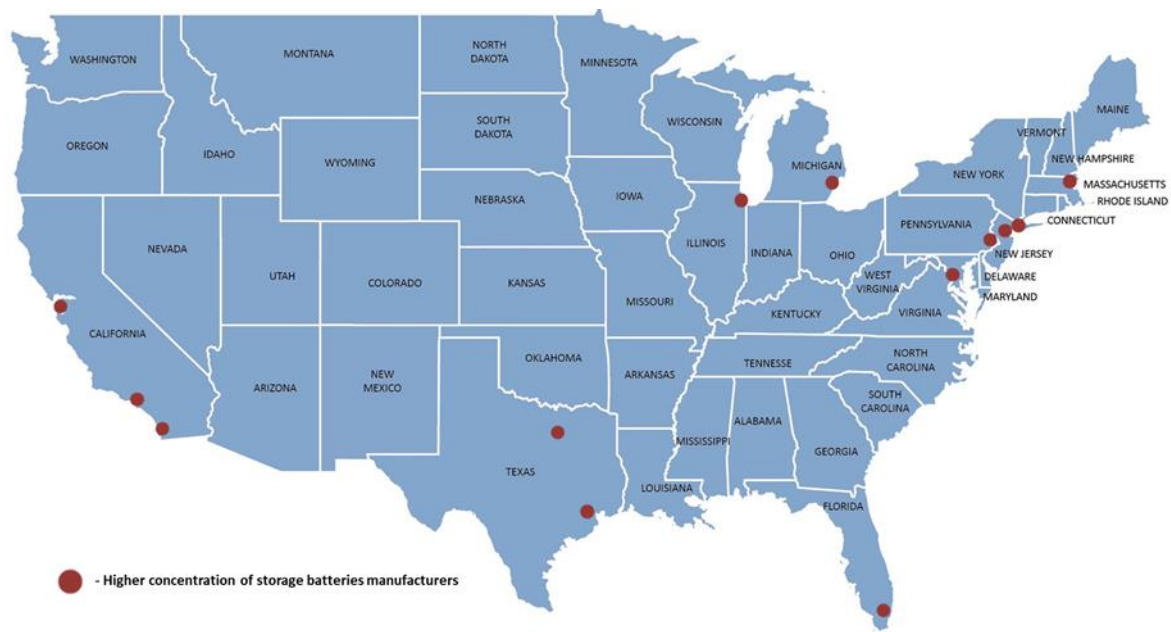 WASHINGTON
MONTANA
NORTH
DAKOTA
MINNESOTA
MAINE
OREGON
IDAHO
WYOMING
SOUTH
DAKOTA
WISCONSIN
MICHIGAN
VERMONT
NEW HAMPSHIRE
NEW YORK
MASSACHUSETTS
RHODE ISLAND
CONNECTICUT
NEBRASKA
IOWA
PENNSYLVANIA
NEVADA
UTAH
COLORADO
KANSAS
ILLINOIS
INDIANA
OHIO
NEW JERSEY
WEST
VIRGINIA
DELAWARE
MARYLAND
CALIFORNIA
MISSOURI
KENTUCKY
VIRGINIA
ARIZONA
NEW
MEXICO
OKLAHOMA
ARKANSAS
TENNESSE
NORTH
CAROLINA
SOUTH
CAROLINA
TEXAS
LOUISIANA
MISSISSIPPI
ALABAMA
GEORGIA
FLORIDA
- Higher concentration of storage batteries manufacturers